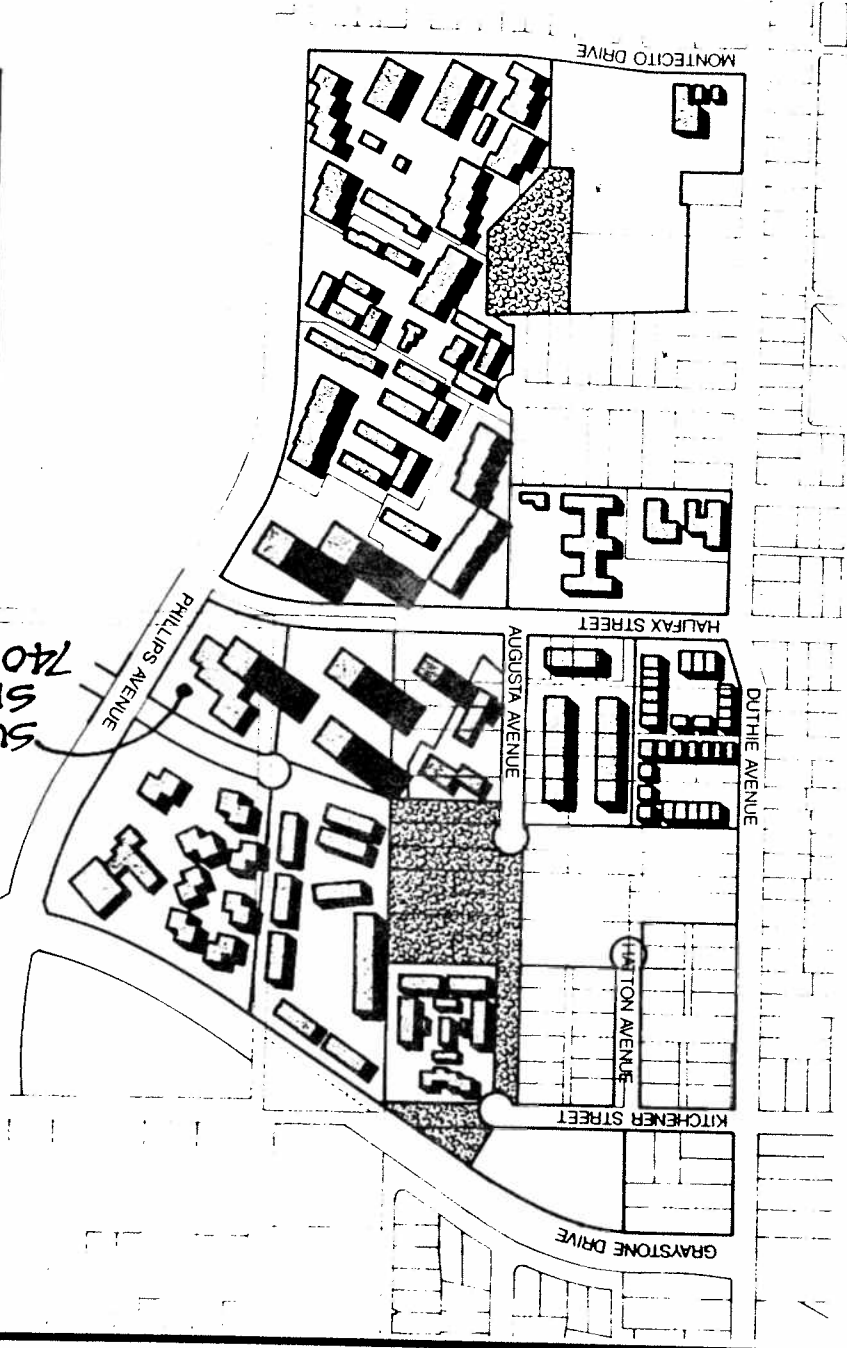 MONTECITO DRIVE
HALIFAX STREET
PHILLIPS AVENUE
AUGUSTA AVENUE
DUTHIE AVENUE
HATTON AVENUE
KITCHENER STREET
GRAYSTONE DRIVE
740